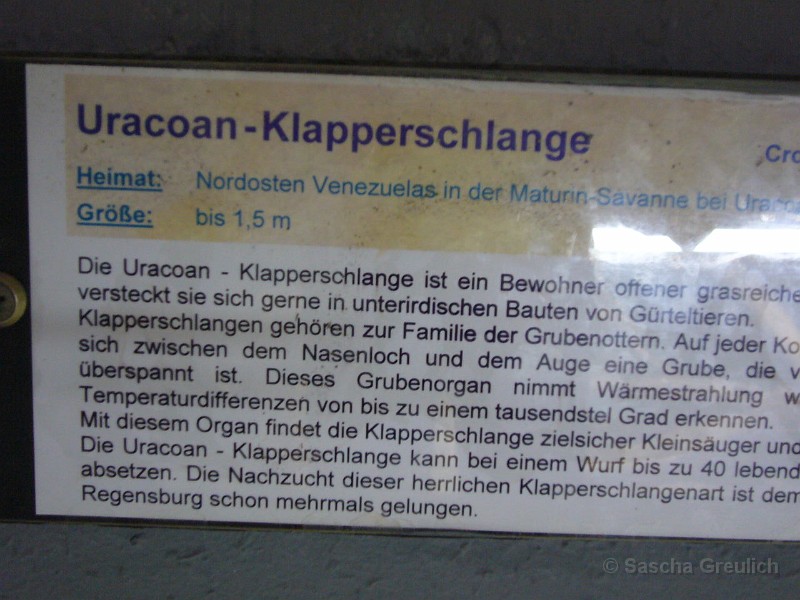 Uracoan-Klapperschlange
Heimat: Nordosten Venezuelas in der Maturin-Savanne bei
Größe: bis 1,5 m
Die Uracoan - Klapperschlange ist ein Bewohner offener
versteckt sie sich gerne in unterirdischen Bauten von Gürteltieren.
Klapperschlangen gehören zur Familie der Grubenottern. Auf jeder
sich zwischen dem Nasenloch und dem Auge eine Grube, die
überspannt ist. Dieses Grubenorgan nimmt Wärmestrahlung
Temperaturdifferenzen von bis zu einem tausendstel Grad erkennen.
Mit diesem Organ findet die Klapperschlange zielsicher Kleinsäuger und
Die Uracoan - Klapperschlange kann bei einem Wurf bis zu 40
absetzen. Die Nachzucht dieser herrlichen Klapperschlangenart ist dem
Regensburg schon mehrmals gelungen.
© Sascha Greulich